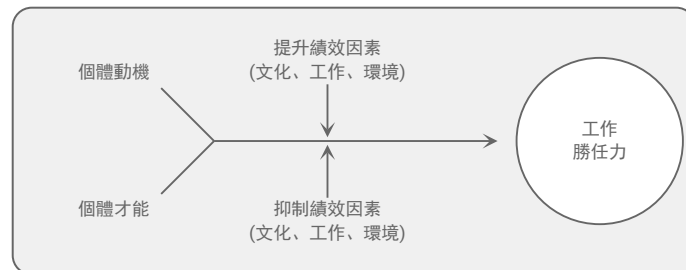 個體動機
提升績效因素
(文化、工作、環境)
工作
勝任力
個體才能
抑制績效因素
(文化、工作、環境)